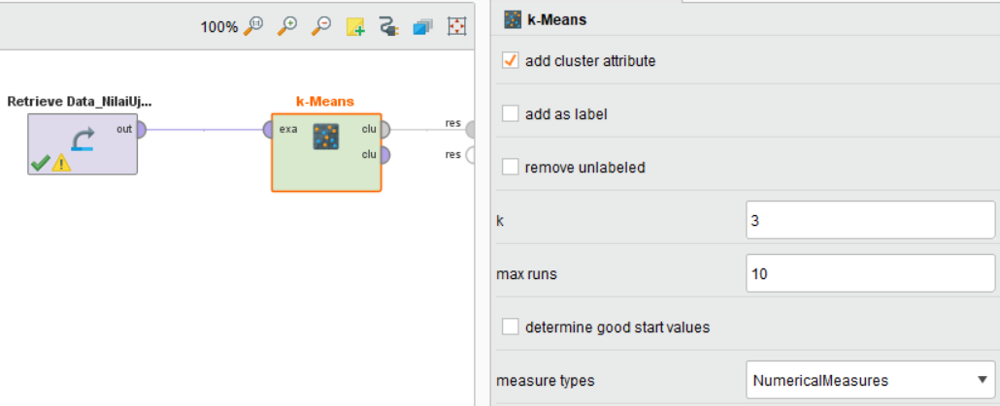 100%
Retrieve Data_NilaiUj...
out
k-Means
exa
clu
clu
res
res
k-Means
add cluster attribute
add as label
remove unlabeled
k
3
max runs
10
determine good start values
measure types
NumericalMeasures